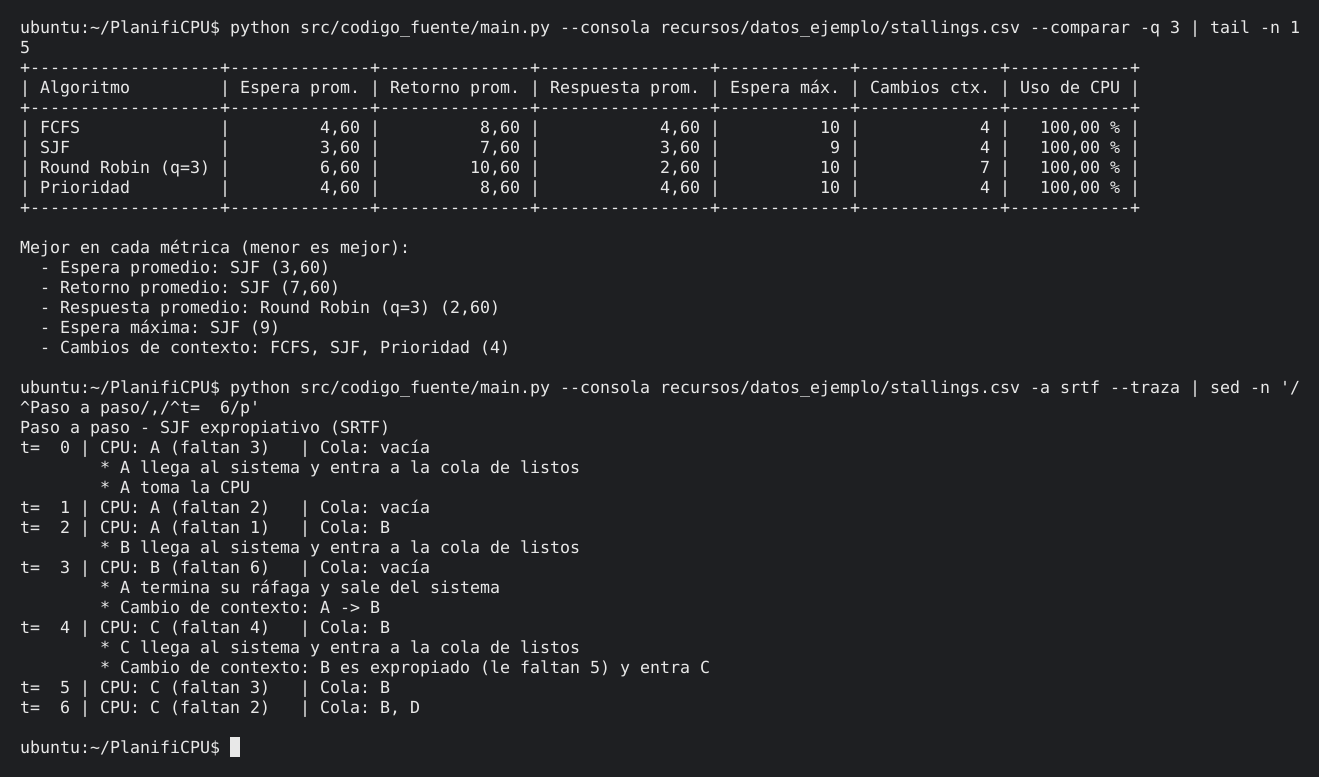 ubuntu:~/PlanifiCPU$ python src/codigo_fuente/main.py --consola recursos/datos_ejemplo/stallings.csv --comparar -q 3 | tail -n 1
5
+-------------------+-------------+---------------+-----------------+------------+--------------+------------+
| Algoritmo         | Espera prom. | Retorno prom. | Respuesta prom. | Espera máx. | Cambios ctx. | Uso de CPU |
+-------------------+-------------+---------------+-----------------+------------+--------------+------------+
| FCFS              |         4,60 |          8,60 |            4,60 |          10 |            4 |   100,00 % |
| SJF               |         3,60 |          7,60 |            3,60 |           9 |            4 |   100,00 % |
| Round Robin (q=3) |         6,60 |         10,60 |            2,60 |          10 |            7 |   100,00 % |
| Prioridad         |         4,60 |          8,60 |            4,60 |          10 |            4 |   100,00 % |
+-------------------+-------------+---------------+-----------------+------------+--------------+------------+
Mejor en cada métrica (menor es mejor):
  - Espera promedio: SJF (3,60)
  - Retorno promedio: SJF (7,60)
  - Respuesta promedio: Round Robin (q=3) (2,60)
  - Espera máxima: SJF (9)
  - Cambios de contexto: FCFS, SJF, Prioridad (4)
ubuntu:~/PlanifiCPU$ python src/codigo_fuente/main.py --consola recursos/datos_ejemplo/stallings.csv -a srtf --traza | sed -n '/
^Paso a paso/,/^t=  6/p'
Paso a paso - SJF expropiativo (SRTF)
t=  0 | CPU: A (faltan 3)   | Cola: vacía
        * A llega al sistema y entra a la cola de listos
        * A toma la CPU
t=  1 | CPU: A (faltan 2)   | Cola: vacía
t=  2 | CPU: A (faltan 1)   | Cola: B
        * B llega al sistema y entra a la cola de listos
t=  3 | CPU: B (faltan 6)   | Cola: vacía
        * A termina su ráfaga y sale del sistema
        * Cambio de contexto: A -> B
t=  4 | CPU: C (faltan 4)   | Cola: B
        * C llega al sistema y entra a la cola de listos
        * Cambio de contexto: B es expropiado (le faltan 5) y entra C
t=  5 | CPU: C (faltan 3)   | Cola: B
t=  6 | CPU: C (faltan 2)   | Cola: B, D
ubuntu:~/PlanifiCPU$